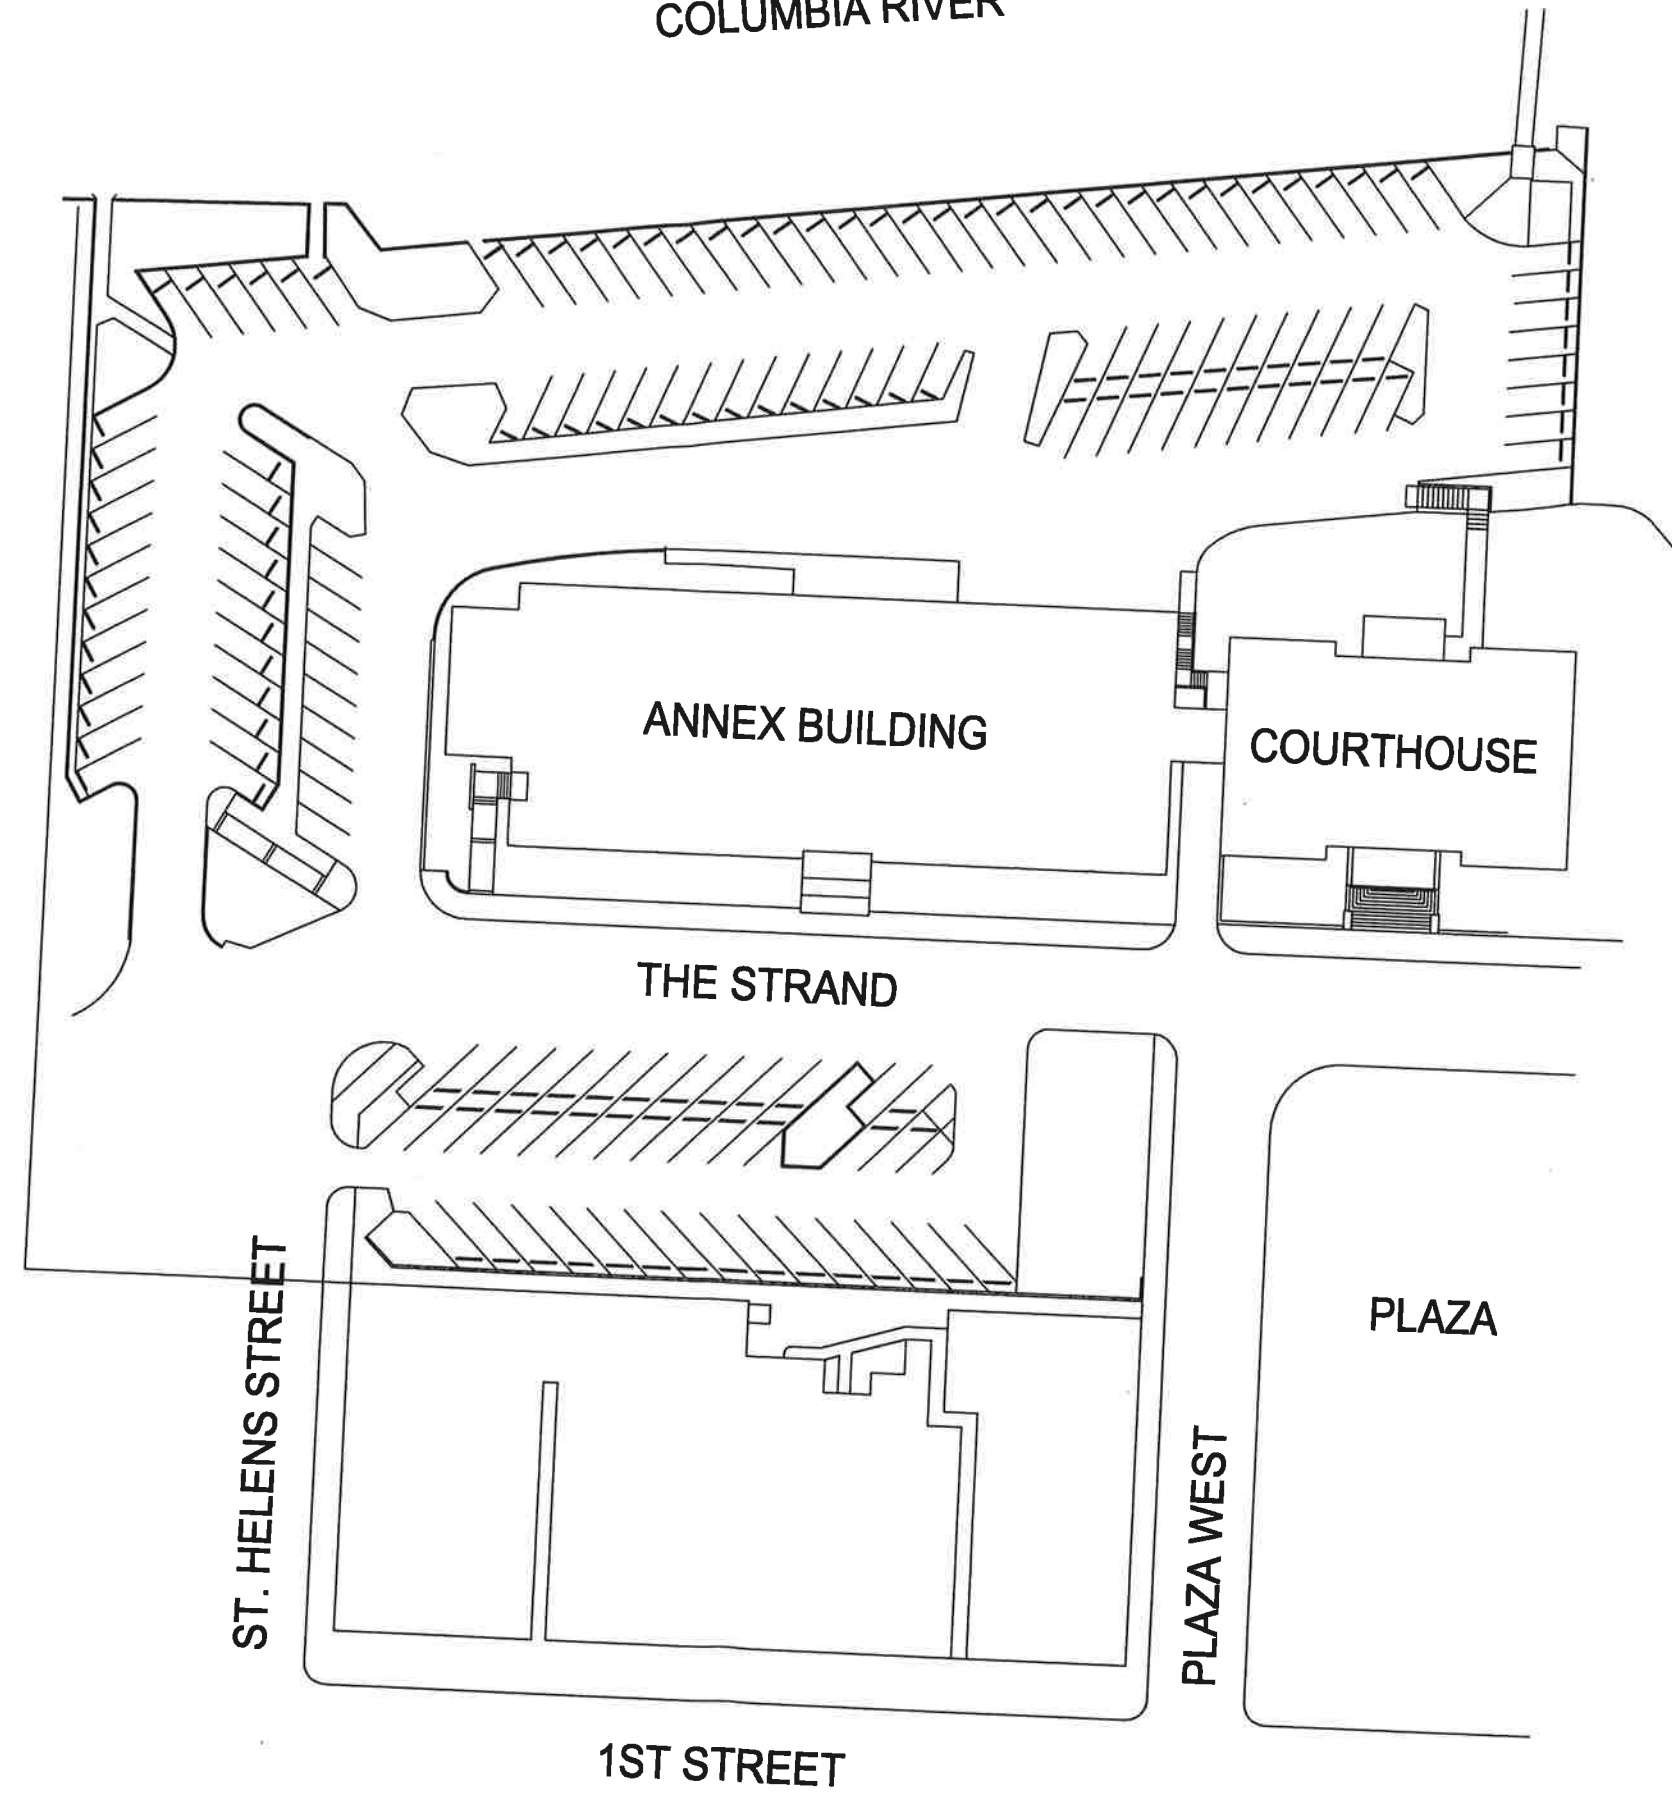 COLUMBIA RIVER
ANNEX BUILDING
COURTHOUSE
THE STRAND
ST. HELENS STREET
PLAZA
PLAZA WEST
1ST STREET